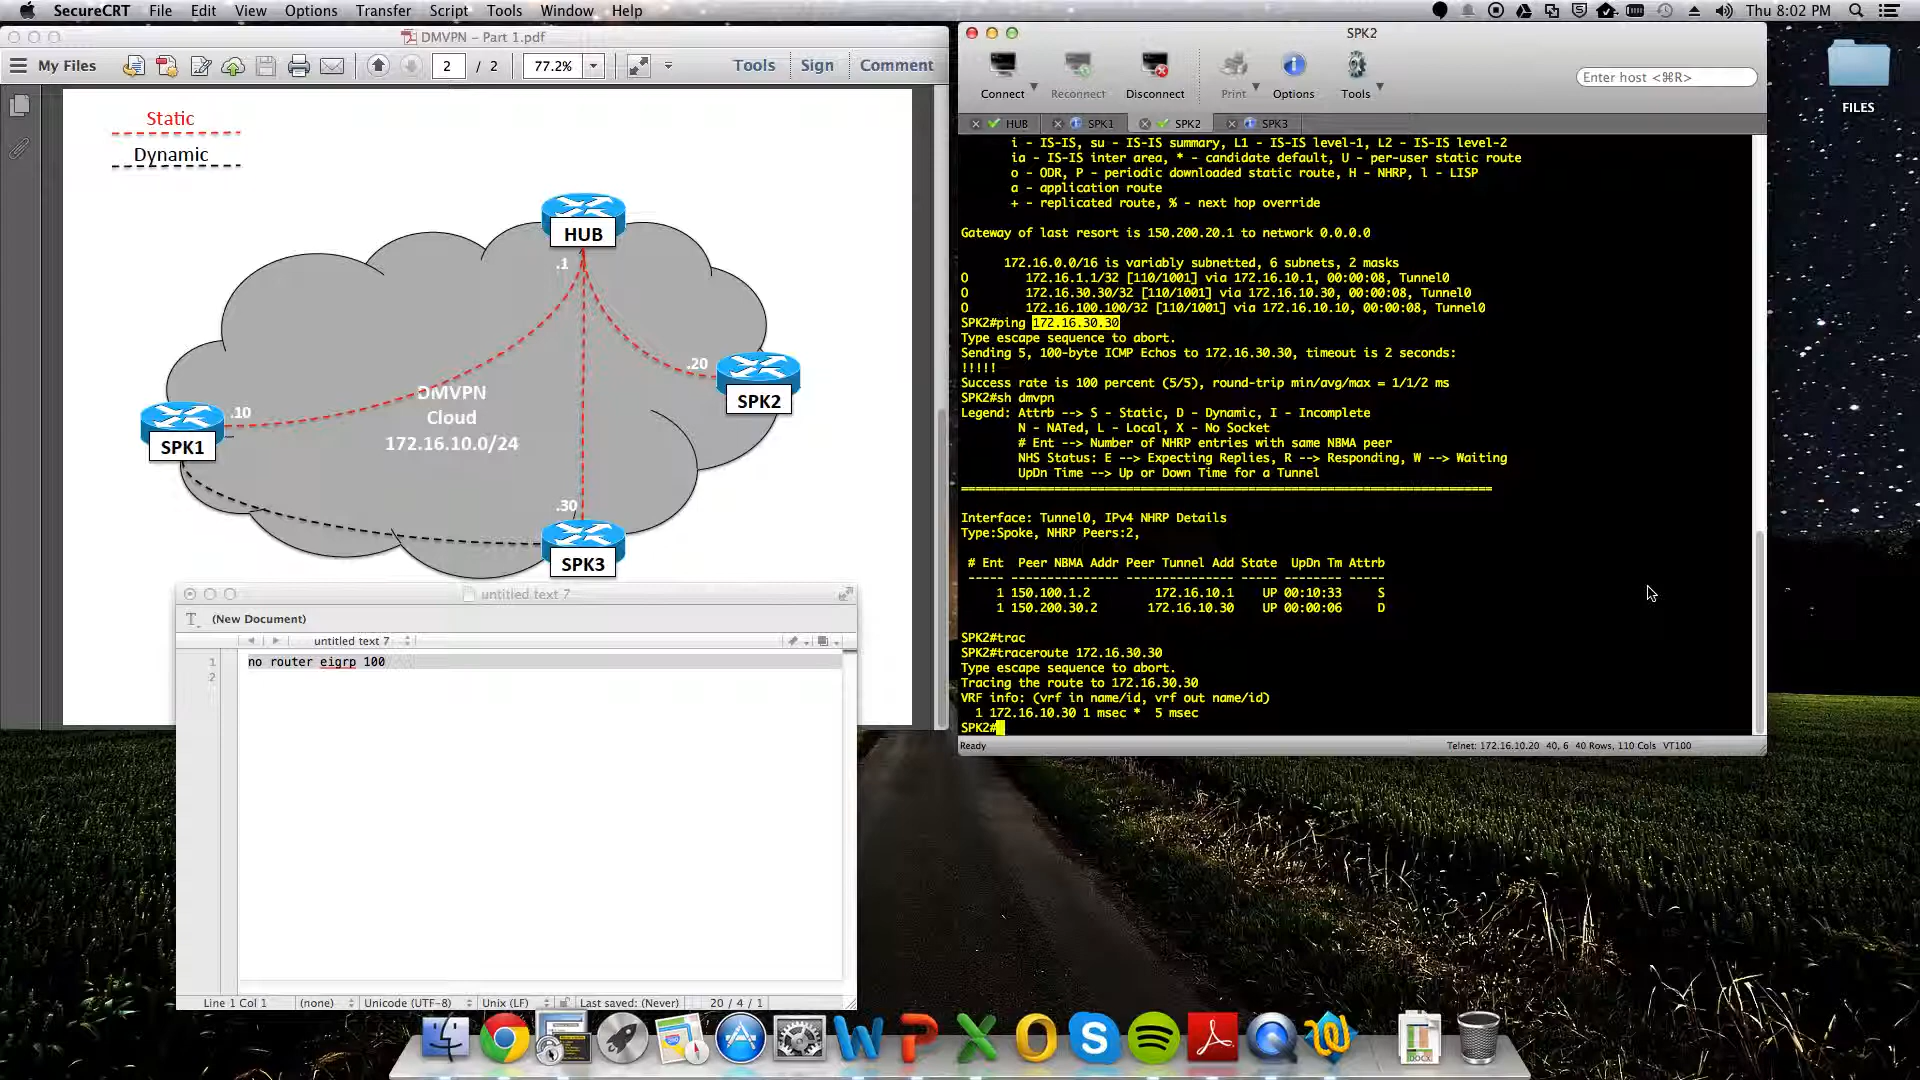 SecureCRT File Edit View Options Transfer Script Tools Window Help
Thu 8:02 PM
DMVPN – Part 1.pdf
My Files
2 / 2
77.2%
Tools Sign Comment
Static
Dynamic
HUB
.1
.20
SPK2
.10
SPK1
DMVPN
Cloud
172.16.10.0/24
.30
SPK3
untitled text 7
(New Document)
untitled text 7
1 no router eigrp 100
2
Line 1 Col 1 (none) Unicode (UTF-8) Unix (LF) Last saved: (Never) 20 / 4 / 1
SPK2
Connect Reconnect Disconnect Print Options Tools
Enter host <⌘R>
HUB SPK1 SPK2 SPK3
i - IS-IS, su - IS-IS summary, L1 - IS-IS level-1, L2 - IS-IS level-2
ia - IS-IS inter area, * - candidate default, U - per-user static route
o - ODR, P - periodic downloaded static route, H - NHRP, l - LISP
a - application route
+ - replicated route, % - next hop override
Gateway of last resort is 150.200.20.1 to network 0.0.0.0
172.16.0.0/16 is variably subnetted, 6 subnets, 2 masks
O 172.16.1.1/32 [110/1001] via 172.16.10.1, 00:00:08, Tunnel0
O 172.16.30.30/32 [110/1001] via 172.16.10.30, 00:00:08, Tunnel0
O 172.16.100.100/32 [110/1001] via 172.16.10.10, 00:00:08, Tunnel0
SPK2#ping 172.16.30.30
Type escape sequence to abort.
Sending 5, 100-byte ICMP Echos to 172.16.30.30, timeout is 2 seconds:
!!!!!
Success rate is 100 percent (5/5), round-trip min/avg/max = 1/1/2 ms
SPK2#sh dmvpn
Legend: Attrb --> S - Static, D - Dynamic, I - Incomplete
N - NATed, L - Local, X - No Socket
# Ent --> Number of NHRP entries with same NBMA peer
NHS Status: E --> Expecting Replies, R --> Responding, W --> Waiting
UpDn Time --> Up or Down Time for a Tunnel
==========================================================================
Interface: Tunnel0, IPv4 NHRP Details
Type:Spoke, NHRP Peers:2,
# Ent Peer NBMA Addr Peer Tunnel Add State UpDn Tm Attrb
----- --------------- --------------- ----- -------- -----
1 150.100.1.2 172.16.10.1 UP 00:10:33 S
1 150.200.30.2 172.16.10.30 UP 00:00:06 D
SPK2#trac
SPK2#traceroute 172.16.30.30
Type escape sequence to abort.
Tracing the route to 172.16.30.30
VRF info: (vrf in name/id, vrf out name/id)
1 172.16.10.30 1 msec * 5 msec
SPK2#
Ready
Telnet: 172.16.10.20 40, 6 40 Rows, 110 Cols VT100
FILES